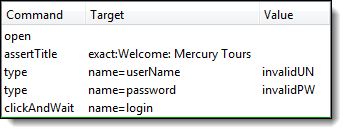 Command Target Value
open
assertTitle exact:Welcome: Mercury Tours
type name=userName invalidUN
type name=password invalidPW
clickAndWait name=login